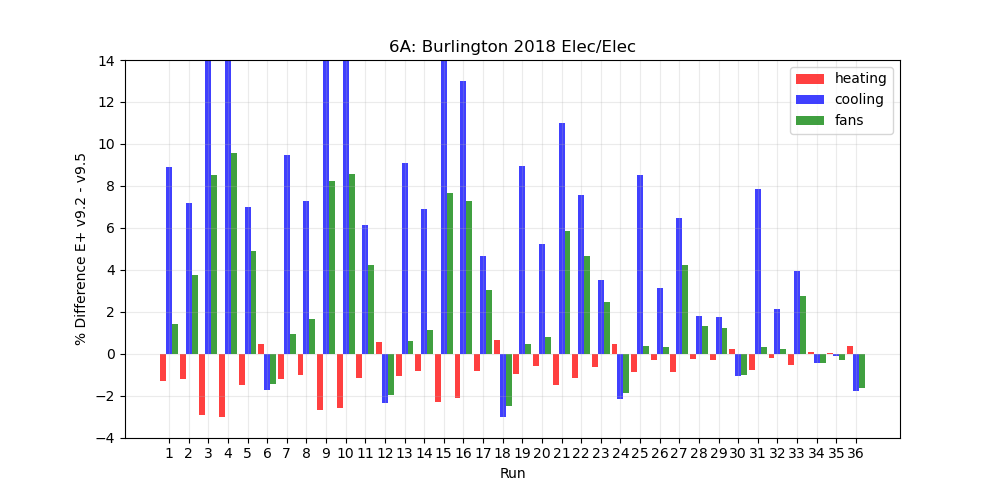 6A: Burlington 2018 Elec/Elec
% Difference E+ v9.2 - v9.5
14
12
10
8
6
4
2
0
−2
−4
heating
cooling
fans
1 2 3 4 5 6 7 8 9 10 11 12 13 14 15 16 17 18 19 20 21 22 23 24 25 26 27 28 29 30 31 32 33 34 35 36
Run